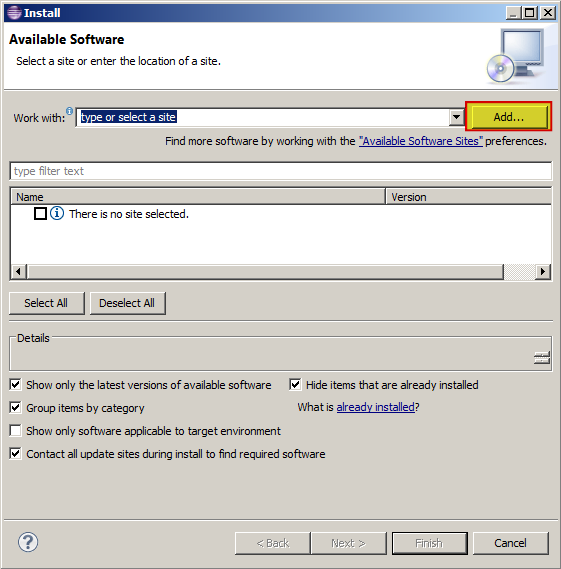 Install
Available Software
Select a site or enter the location of a site.
Work with: type or select a site Add...
Find more software by working with the "Available Software Sites" preferences.
type filter text
Name Version
There is no site selected.
Select All Deselect All
Details
Show only the latest versions of available software Hide items that are already installed
Group items by category What is already installed?
Show only software applicable to target environment
Contact all update sites during install to find required software
? < Back Next > Finish Cancel